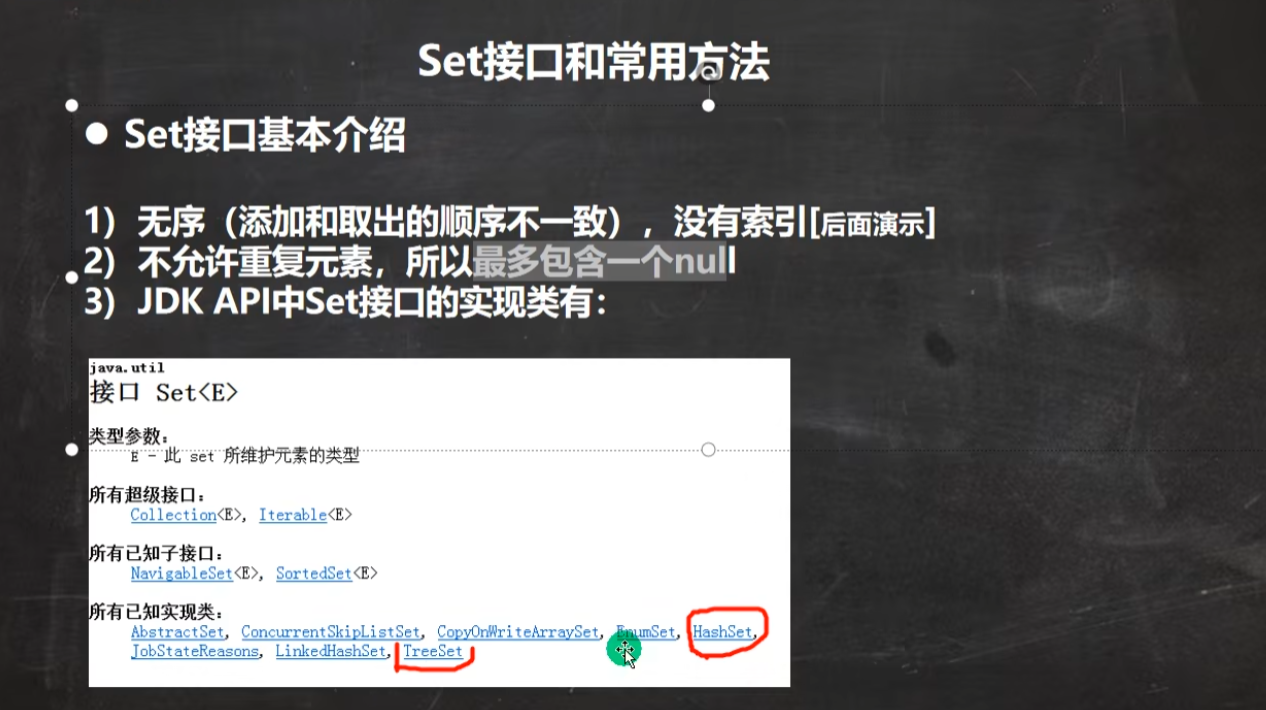 Set接口和常用方法
● Set接口基本介绍
1) 无序（添加和取出的顺序不一致），没有索引[后面演示]
2) 不允许重复元素，所以最多包含一个null
3) JDK API中Set接口的实现类有：
java.util
接口 Set<E>
类型参数：
E - 此 set 所维护元素的类型
所有超级接口：
Collection<E>, Iterable<E>
所有已知子接口：
NavigableSet<E>, SortedSet<E>
所有已知实现类：
AbstractSet, ConcurrentSkipListSet, CopyOnWriteArraySet, EnumSet, HashSet,
JobStateReasons, LinkedHashSet, TreeSet